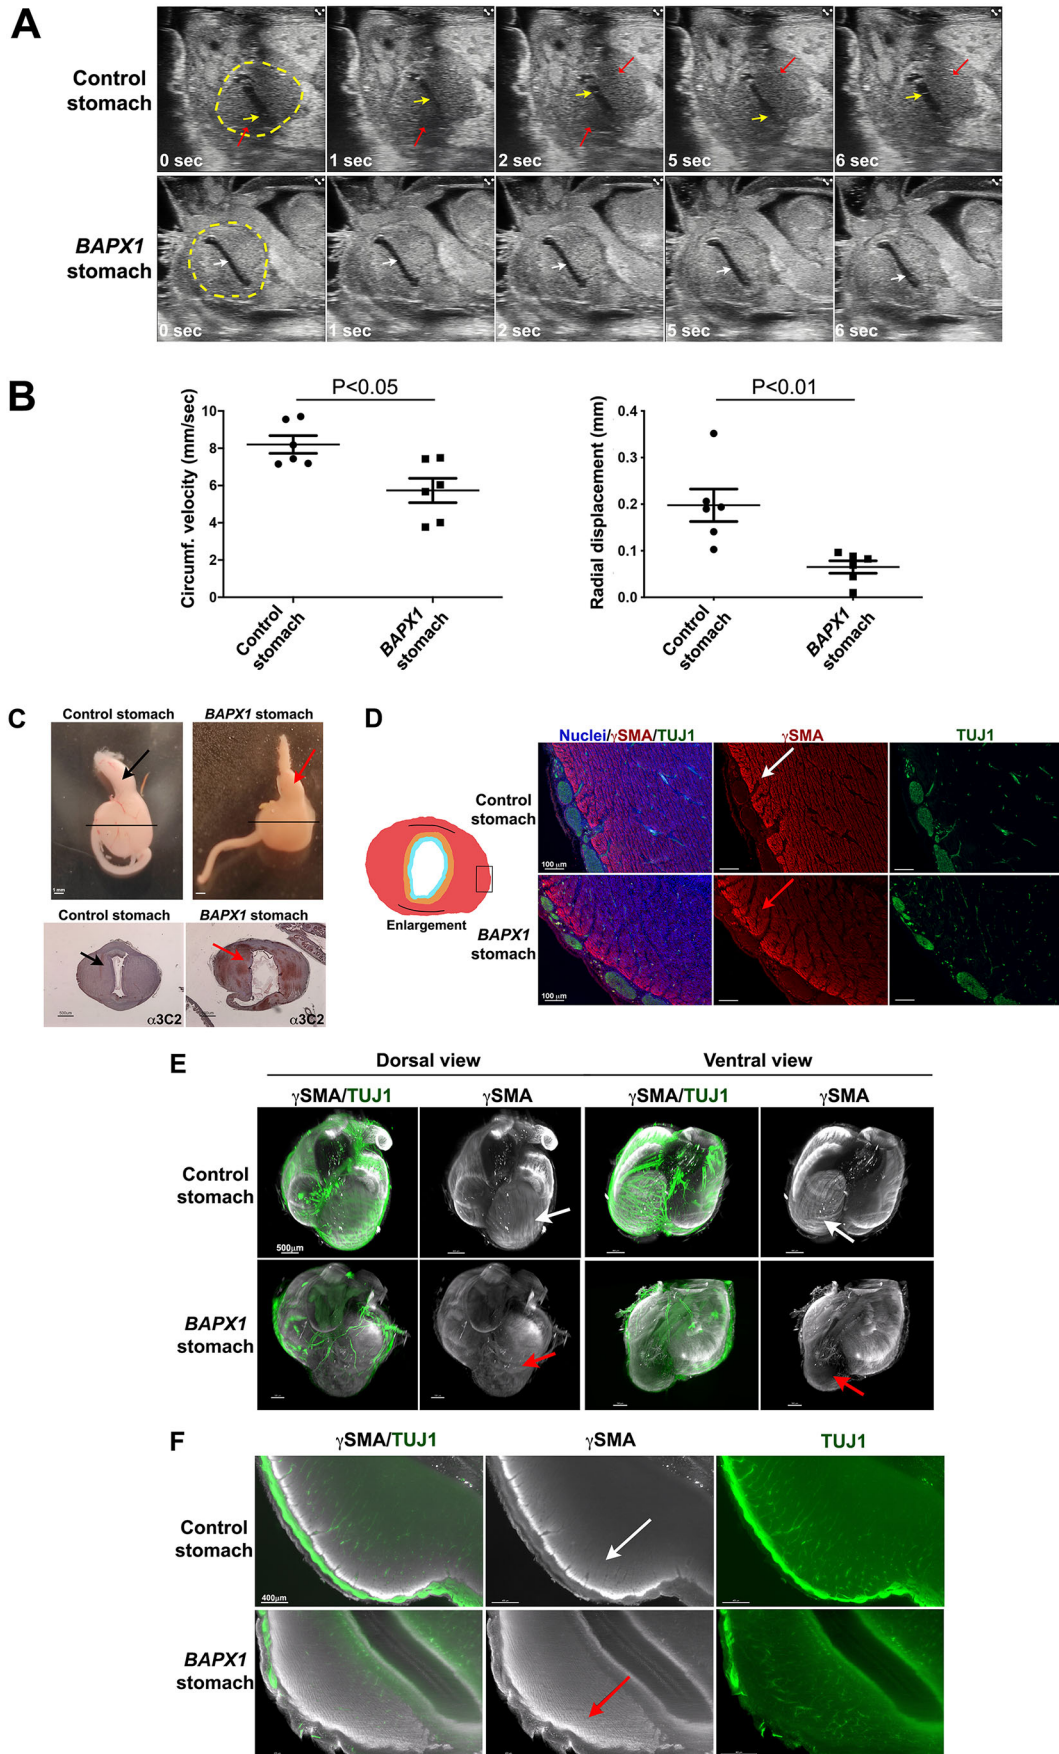 A
Control
stomach
0 sec
1 sec
2 sec
5 sec
6 sec
BAPX1
stomach
0 sec
1 sec
2 sec
5 sec
6 sec
B
P<0.05
Circumf. velocity (mm/sec)
10
8
6
4
2
0
Control
stomach
BAPX1
stomach
P<0.01
Radial displacement (mm)
0.4
0.3
0.2
0.1
0.0
Control
stomach
BAPX1
stomach
C
Control stomach
BAPX1 stomach
1 mm
Control stomach
BAPX1 stomach
α3C2
α3C2
D
Nuclei/γSMA/TUJ1
γSMA
TUJ1
Control
stomach
100 μm
BAPX1
stomach
100 μm
Enlargement
E
Dorsal view
Ventral view
γSMA/TUJ1
γSMA
γSMA/TUJ1
γSMA
Control
stomach
500μm
BAPX1
stomach
F
γSMA/TUJ1
γSMA
TUJ1
Control
stomach
400μm
BAPX1
stomach